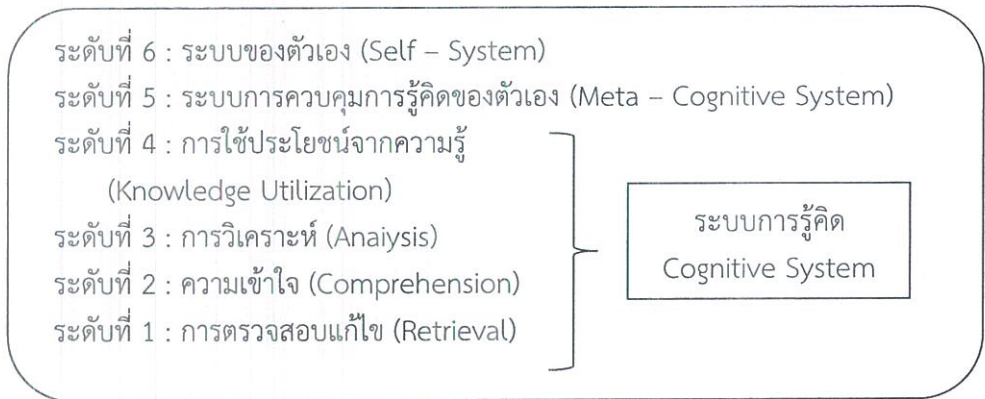 ระดับที่ 6 : ระบบของตัวเอง (Self – System)
ระดับที่ 5 : ระบบการควบคุมการรู้คิดของตัวเอง (Meta – Cognitive System)
ระดับที่ 4 : การใช้ประโยชน์จากความรู้
(Knowledge Utilization)
ระดับที่ 3 : การวิเคราะห์ (Anaiysis)
ระดับที่ 2 : ความเข้าใจ (Comprehension)
ระดับที่ 1 : การตรวจสอบแก้ไข (Retrieval)
ระบบการรู้คิด
Cognitive System